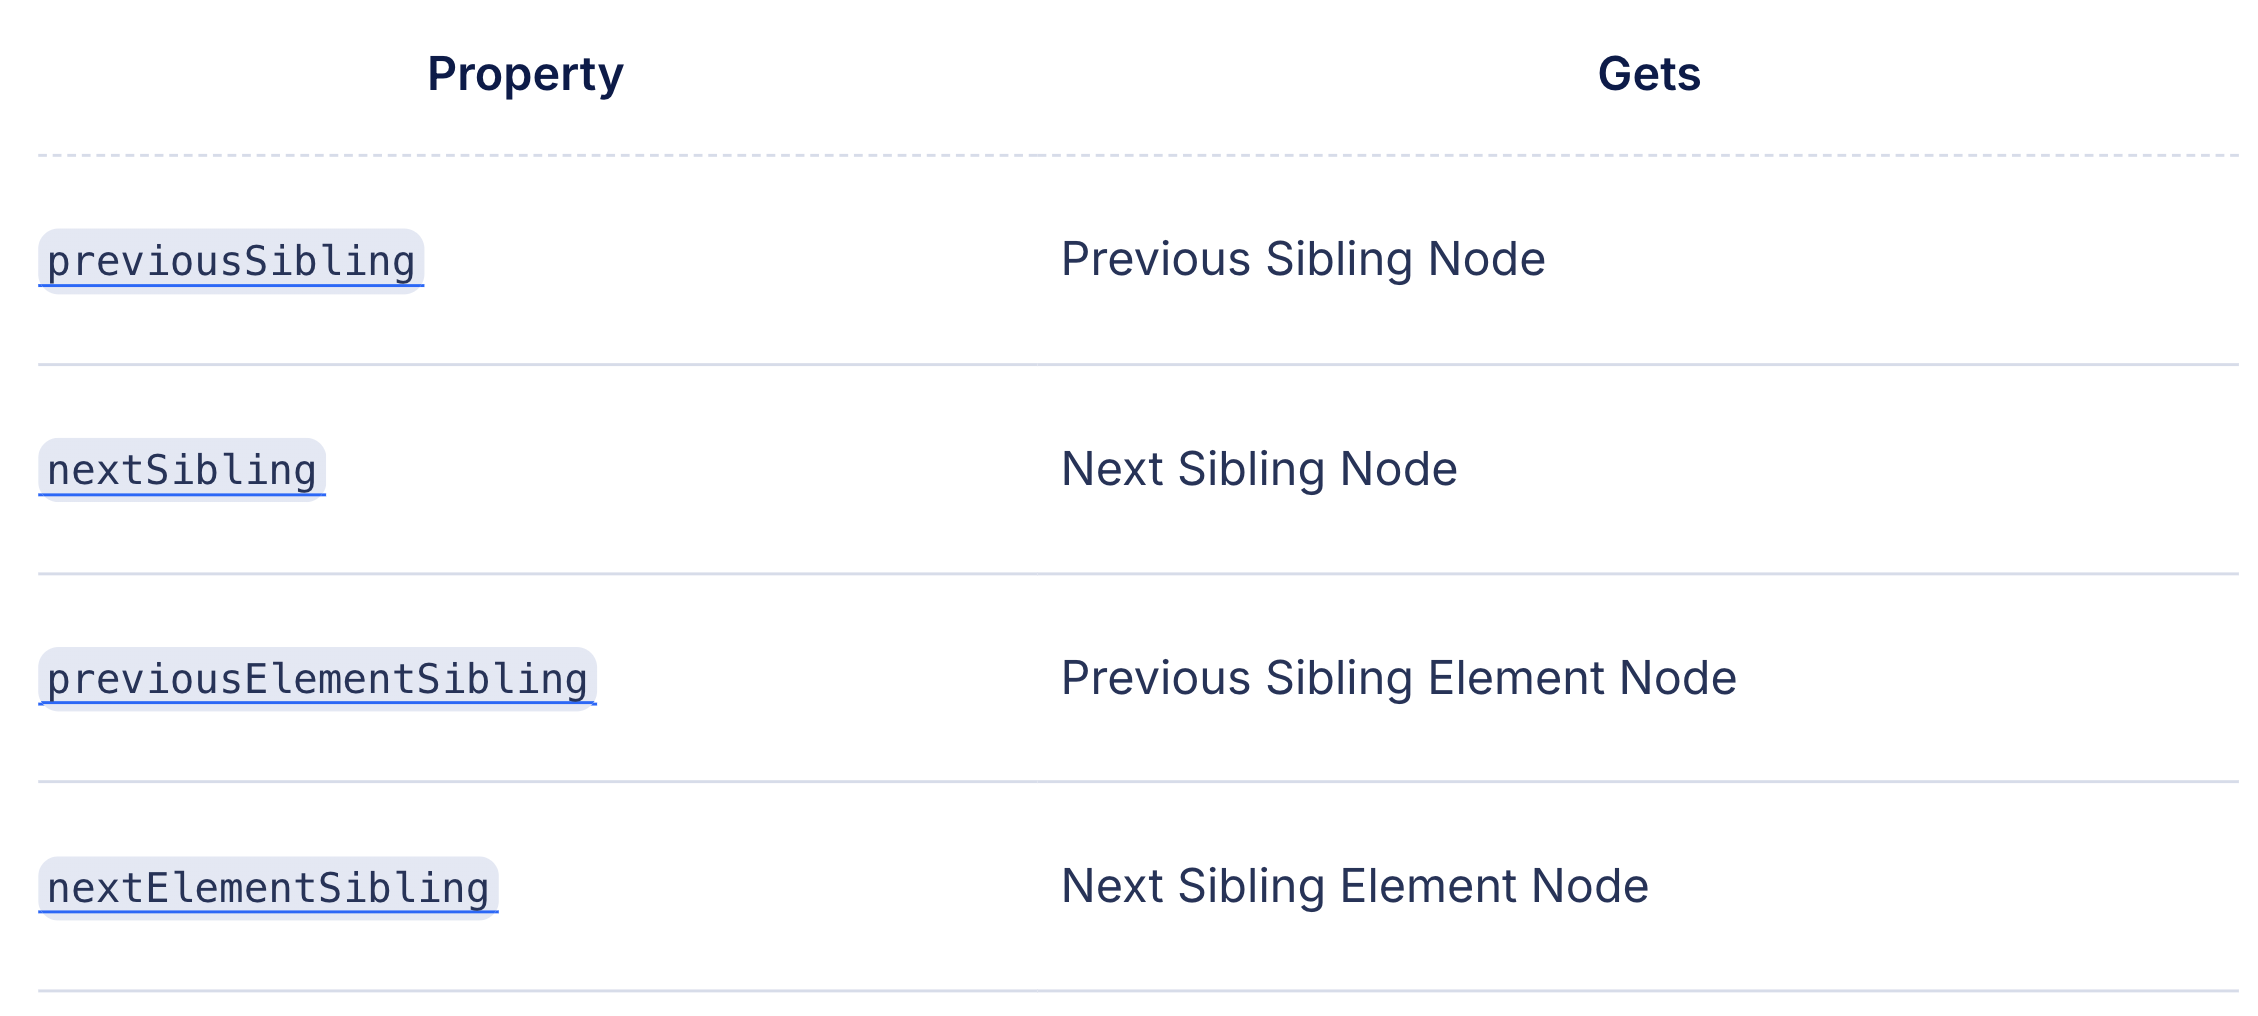 Property Gets
previousSibling Previous Sibling Node
nextSibling Next Sibling Node
previousElementSibling Previous Sibling Element Node
nextElementSibling Next Sibling Element Node